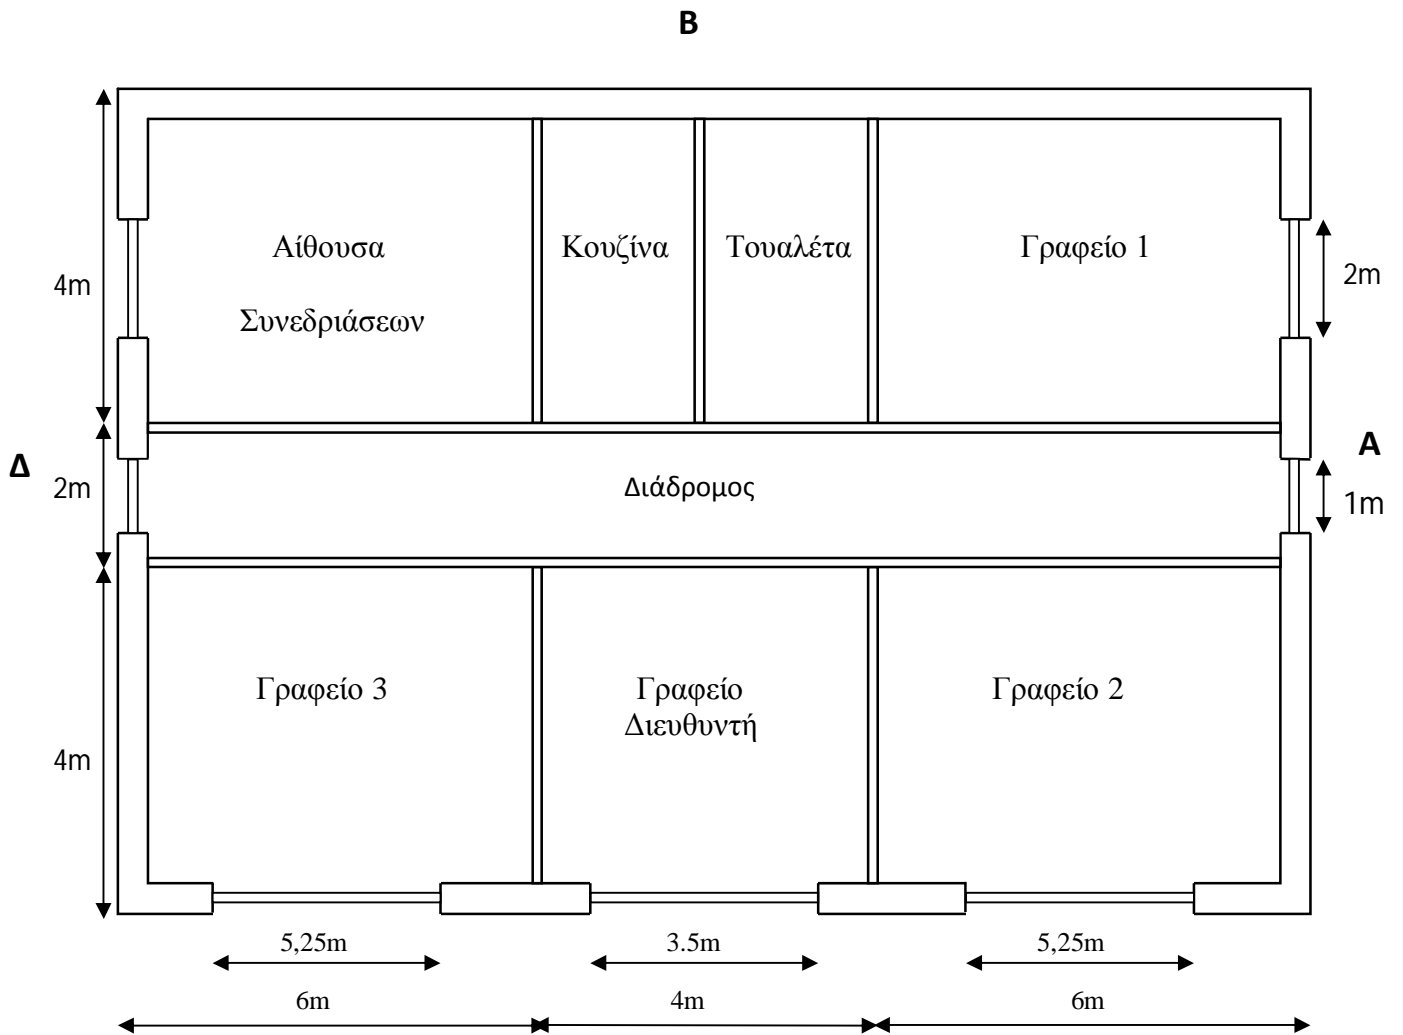 Β
Αίθουσα
Συνεδριάσεων
Κουζίνα
Τουαλέτα
Γραφείο 1
4m
2m
Δ
2m
Διάδρομος
Α
1m
Γραφείο 3
Γραφείο
Διευθυντή
Γραφείο 2
4m
5,25m
3.5m
5,25m
6m
4m
6m